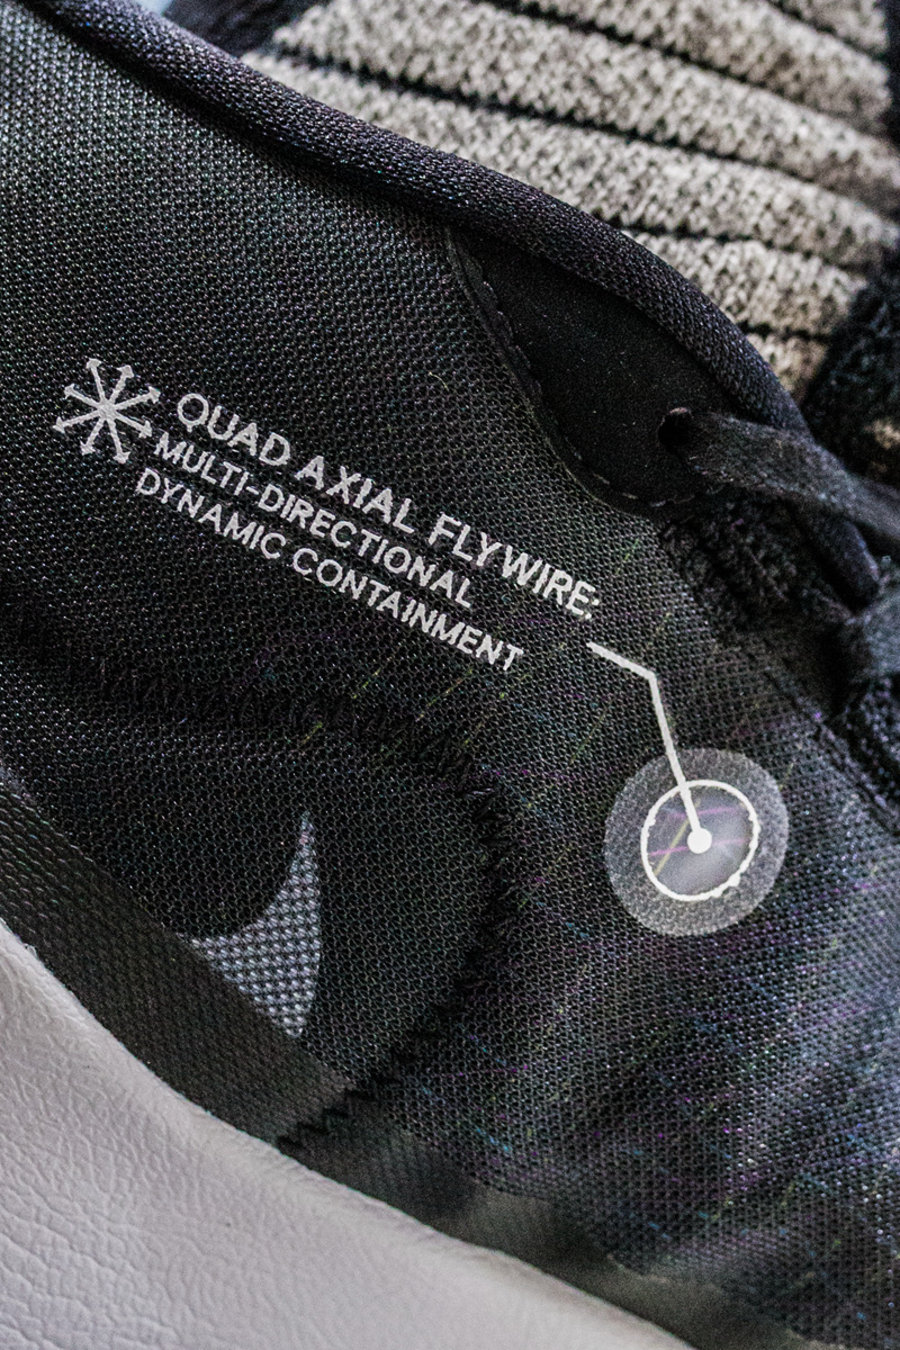 QUAD AXIAL FLYWIRE:
MULTI-DIRECTIONAL
DYNAMIC CONTAINMENT